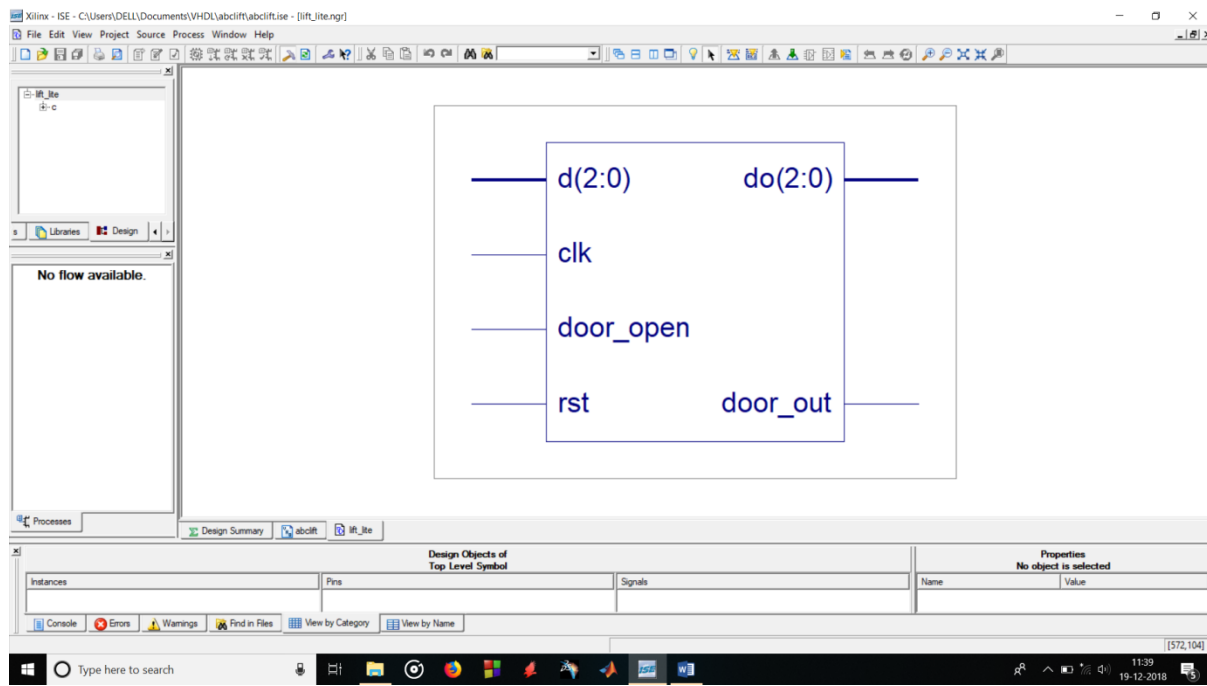 Xilinx - ISE - C:\Users\DELL\Documents\VHDL\abclift\abclift.ise - [lift_lite.ngr]
File Edit View Project Source Process Window Help
lift_lite
c
s Libraries Design
No flow available.
Processes
d(2:0) do(2:0)
clk
door_open
rst door_out
Design Summary abclift lift_lite
Design Objects of
Top Level Symbol
Properties
No object is selected
Instances Pins Signals Name Value
Console Errors Warnings Find in Files View by Category View by Name
[572,104]
Type here to search
ISE
11:39
19-12-2018
5